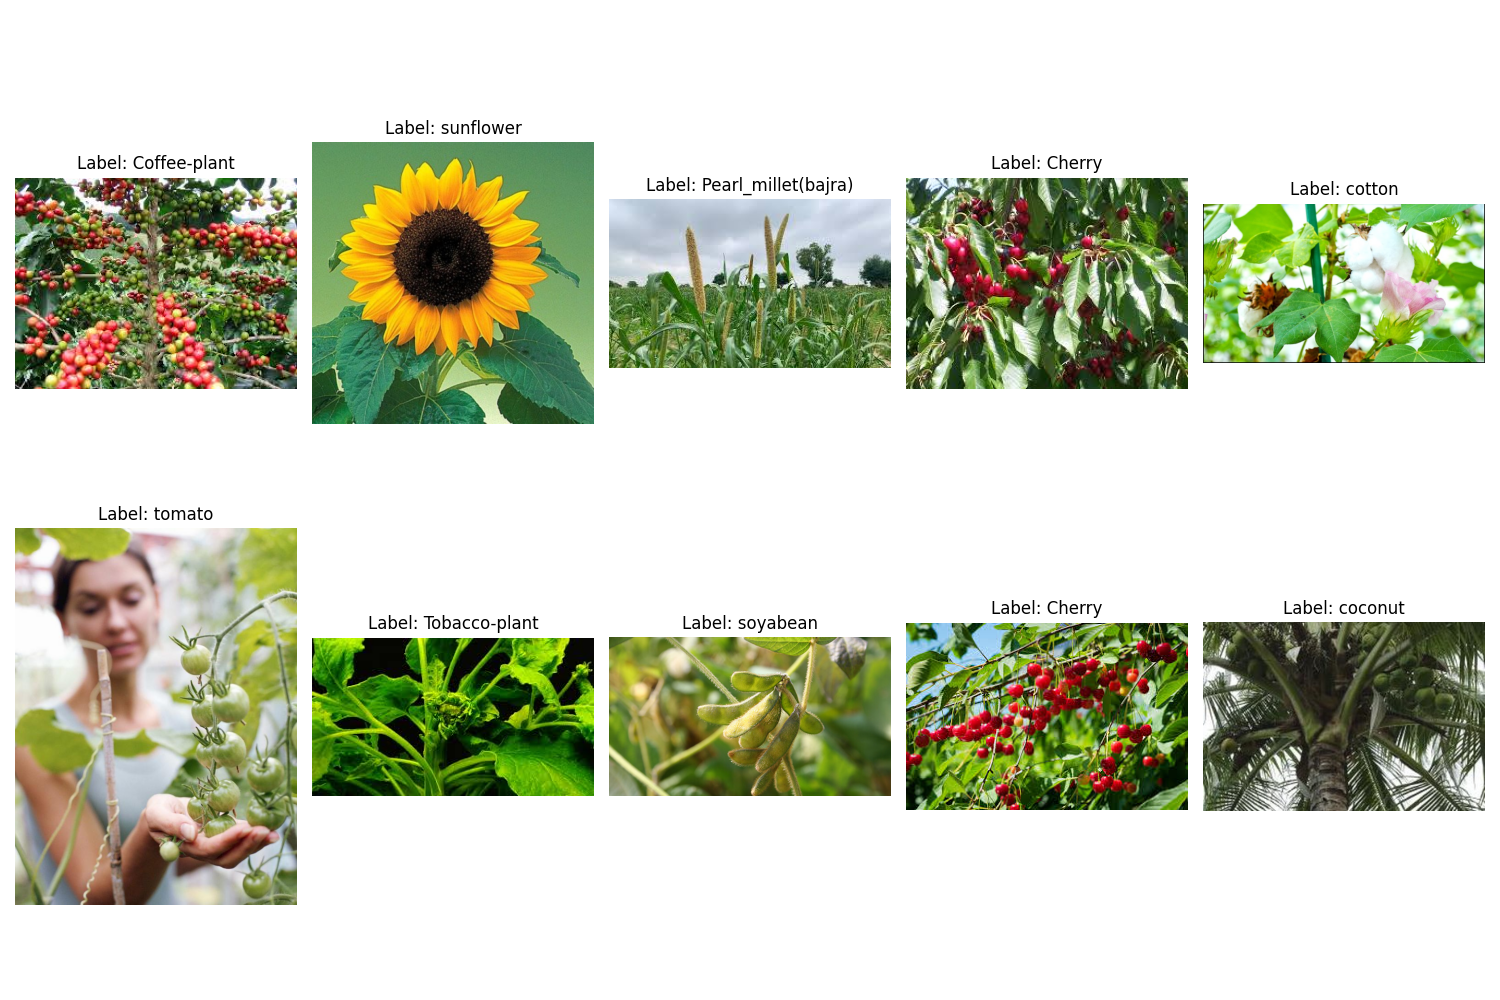 Label: Coffee-plant
Label: sunflower
Label: Pearl_millet(bajra)
Label: Cherry
Label: cotton
Label: tomato
Label: Tobacco-plant
Label: soyabean
Label: Cherry
Label: coconut